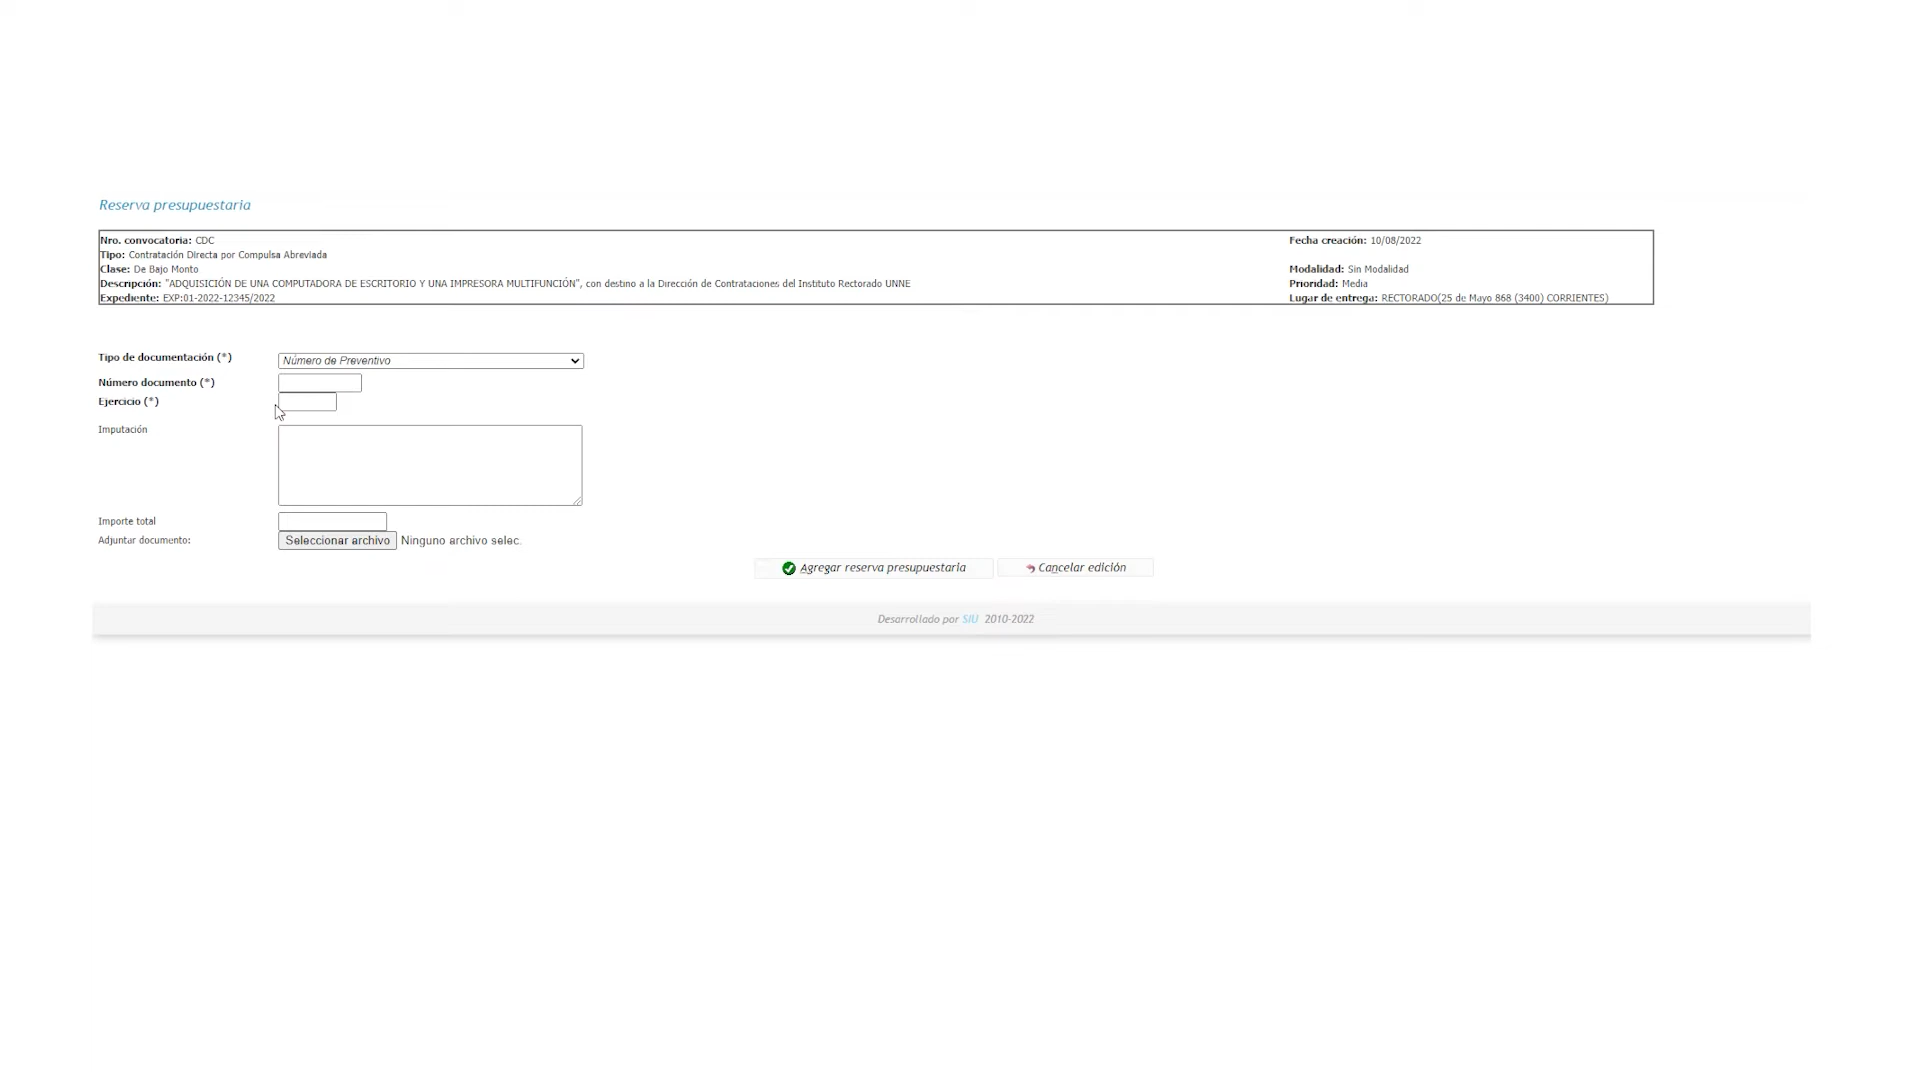 Reserva presupuestaria
Nro. convocatoria: CDC
Fecha creación: 10/08/2022
Tipo: Contratación Directa por Compulsa Abreviada
Clase: De Bajo Monto
Modalidad: Sin Modalidad
Descripción: "ADQUISICIÓN DE UNA COMPUTADORA DE ESCRITORIO Y UNA IMPRESORA MULTIFUNCIÓN", con destino a la Dirección de Contrataciones del Instituto Rectorado UNNE
Prioridad: Media
Expediente: EXP:01-2022-12345/2022
Lugar de entrega: RECTORADO(25 de Mayo 868 (3400) CORRIENTES)
Tipo de documentación (*) Número de Preventivo
Número documento (*)
Ejercicio (*)
Imputación
Importe total
Adjuntar documento: Seleccionar archivo Ninguno archivo selec.
Agregar reserva presupuestaria Cancelar edición
Desarrollado por SIU 2010-2022